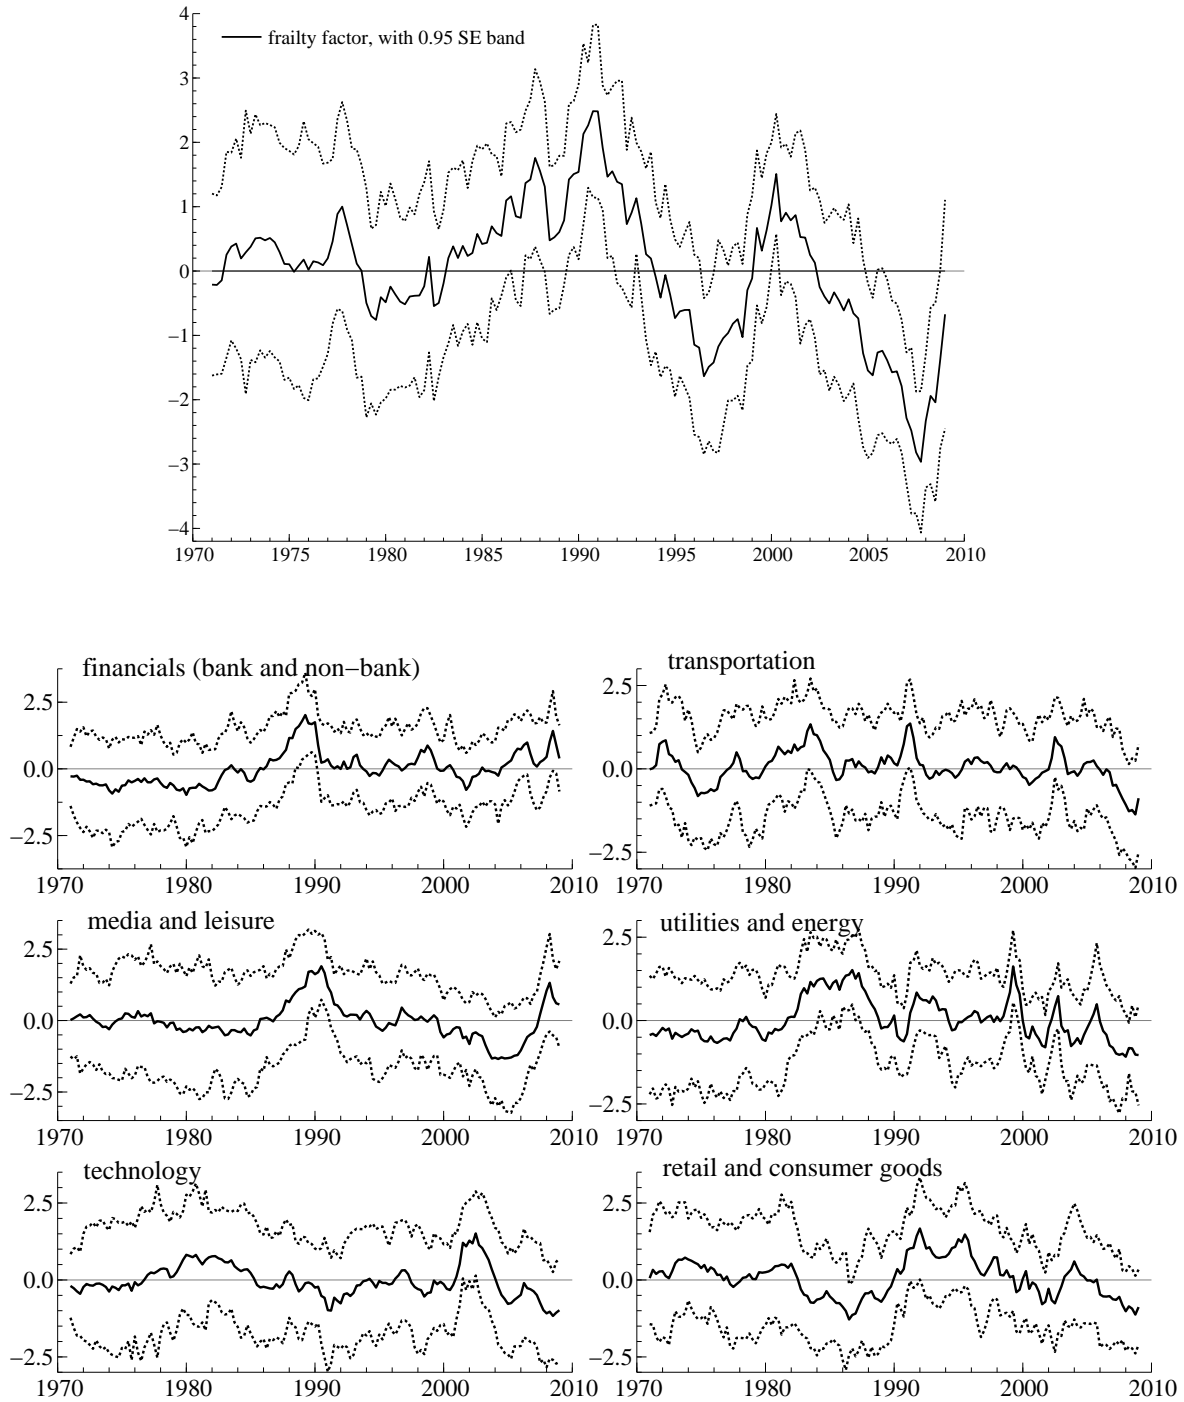 4
frailty factor, with 0.95 SE band
3
2
1
0
−1
−2
−3
−4
1970 1975 1980 1985 1990 1995 2000 2005 2010
financials (bank and non−bank)
2.5
0.0
−2.5
1970 1980 1990 2000 2010
transportation
2.5
0.0
−2.5
1970 1980 1990 2000 2010
media and leisure
2.5
0.0
−2.5
1970 1980 1990 2000 2010
utilities and energy
2.5
0.0
−2.5
1970 1980 1990 2000 2010
technology
2.5
0.0
−2.5
1970 1980 1990 2000 2010
retail and consumer goods
2.5
0.0
−2.5
1970 1980 1990 2000 2010